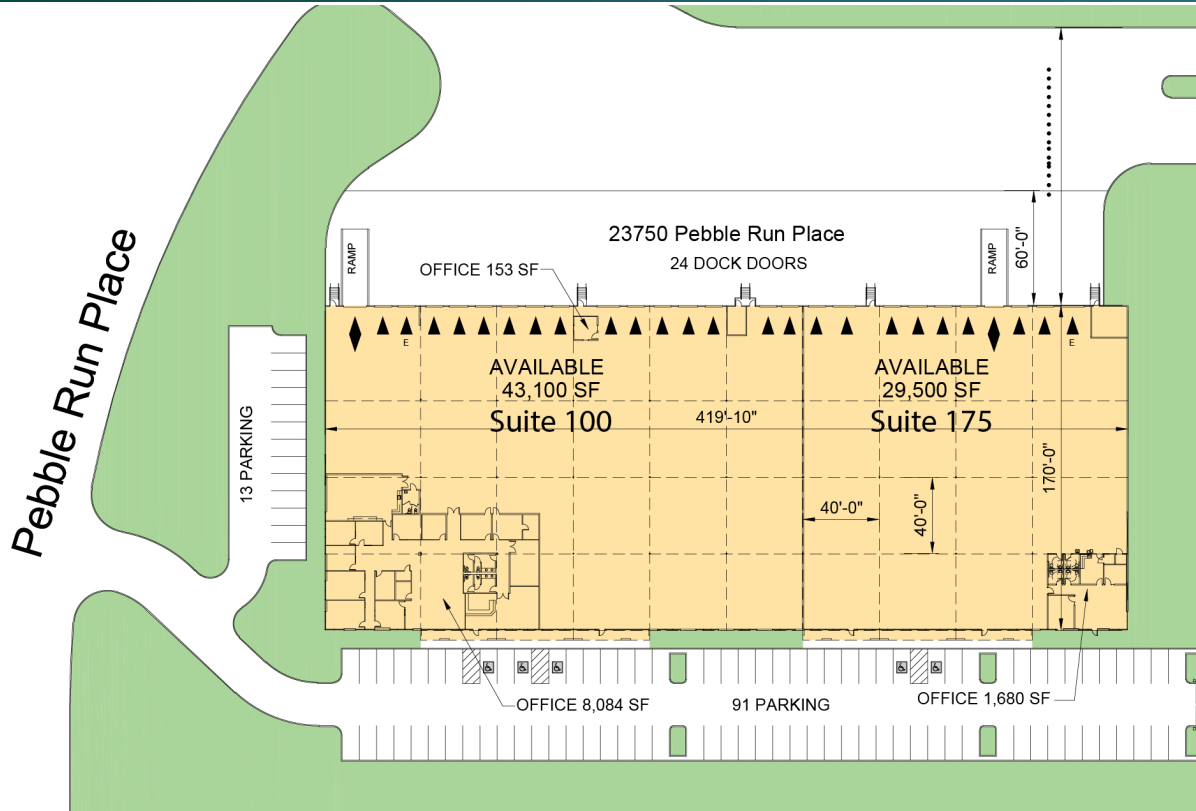 Pebble Run Place
23750 Pebble Run Place
24 DOCK DOORS
RAMP
RAMP
60'-0"
OFFICE 153 SF
E
E
AVAILABLE
43,100 SF
Suite 100
AVAILABLE
29,500 SF
Suite 175
419'-10"
13 PARKING
170'-0"
40'-0"
40'-0"
OFFICE 8,084 SF
91 PARKING
OFFICE 1,680 SF